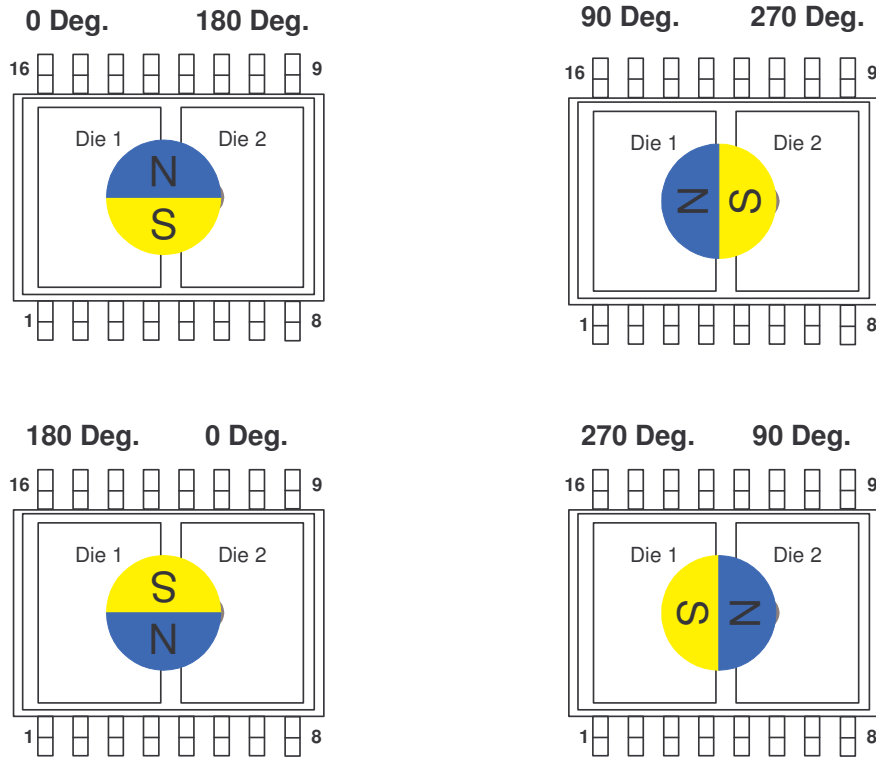 0 Deg. 180 Deg.
16 9
Die 1 Die 2
N
S
1 8
90 Deg. 270 Deg.
16 9
Die 1 Die 2
N S
1 8
180 Deg. 0 Deg.
16 9
Die 1 Die 2
S
N
1 8
270 Deg. 90 Deg.
16 9
Die 1 Die 2
S N
1 8